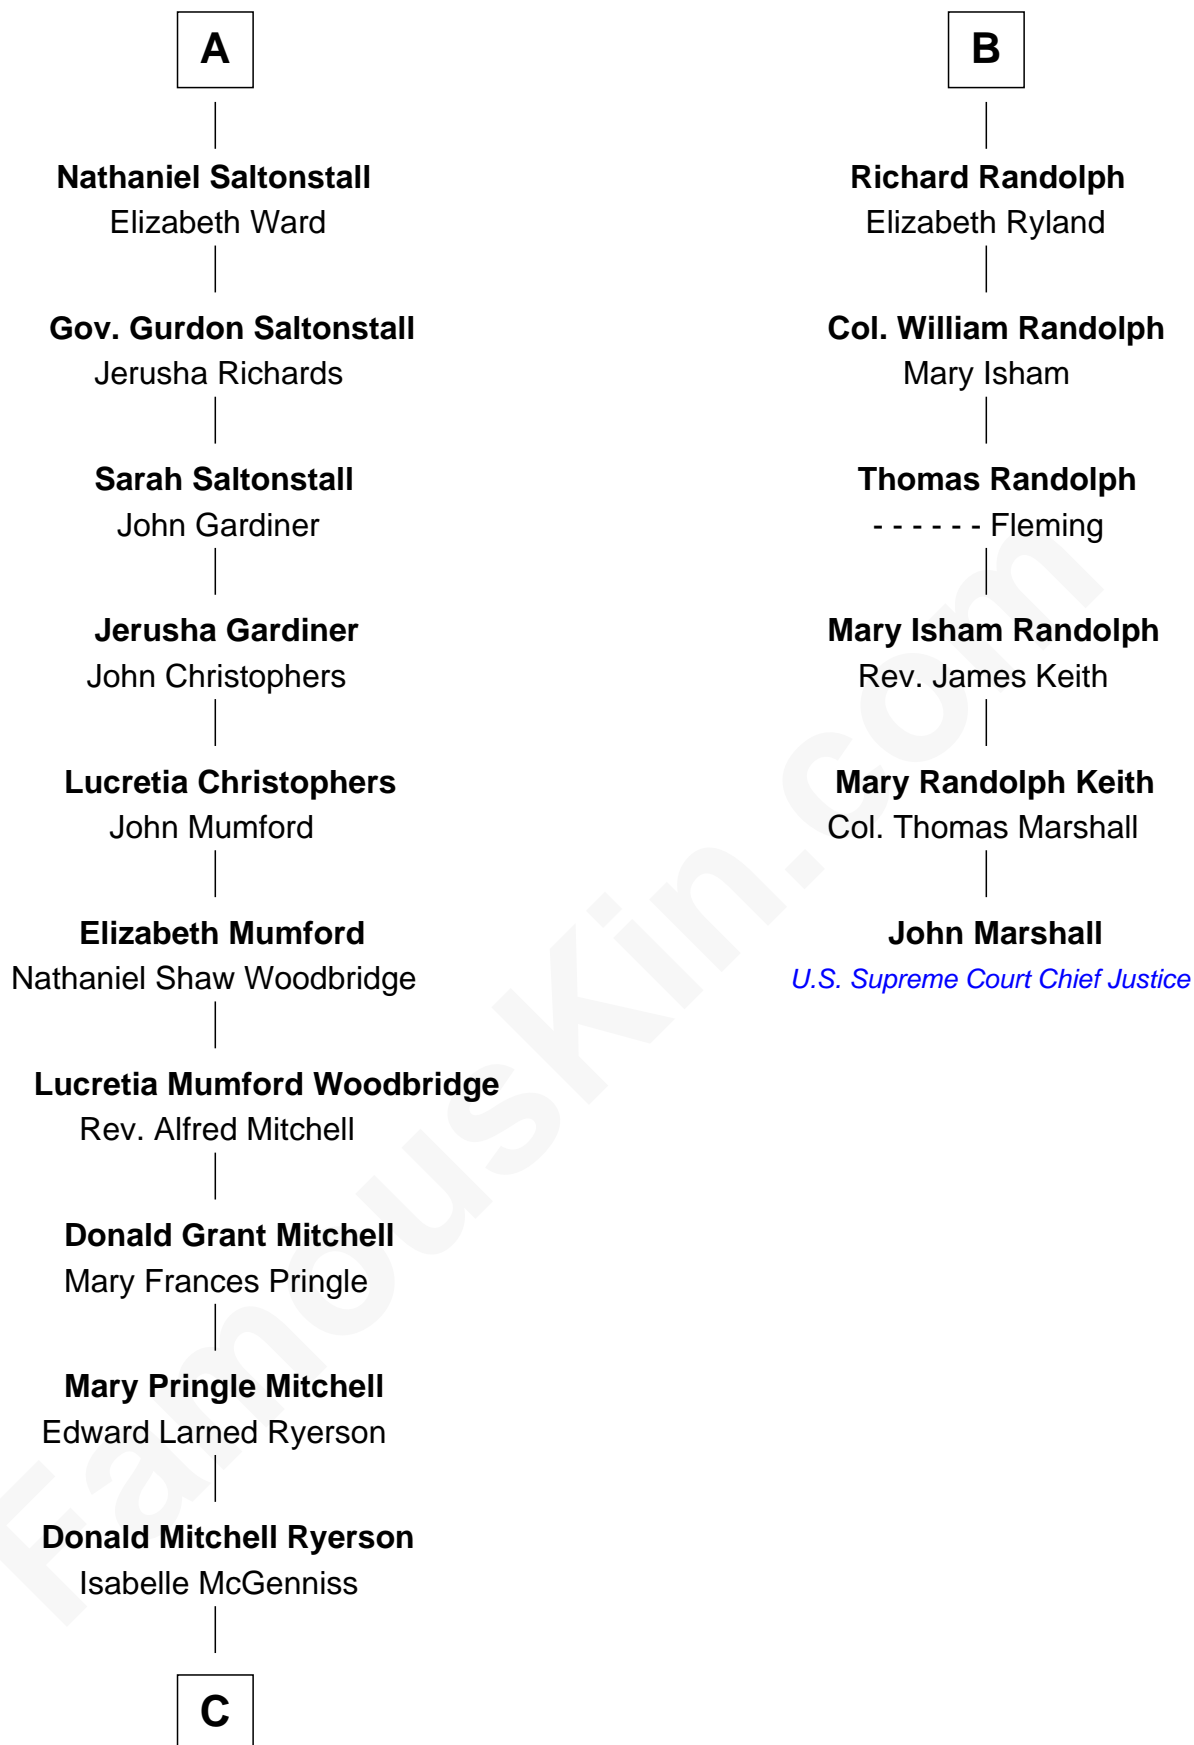 A
Nathaniel Saltonstall
Elizabeth Ward
Gov. Gurdon Saltonstall
Jerusha Richards
Sarah Saltonstall
John Gardiner
Jerusha Gardiner
John Christophers
Lucretia Christophers
John Mumford
Elizabeth Mumford
Nathaniel Shaw Woodbridge
Lucretia Mumford Woodbridge
Rev. Alfred Mitchell
Donald Grant Mitchell
Mary Frances Pringle
Mary Pringle Mitchell
Edward Larned Ryerson
Donald Mitchell Ryerson
Isabelle McGenniss
C
B
Richard Randolph
Elizabeth Ryland
Col. William Randolph
Mary Isham
Thomas Randolph
- - - - - - Fleming
Mary Isham Randolph
Rev. James Keith
Mary Randolph Keith
Col. Thomas Marshall
John Marshall
U.S. Supreme Court Chief Justice
FamousKin.com